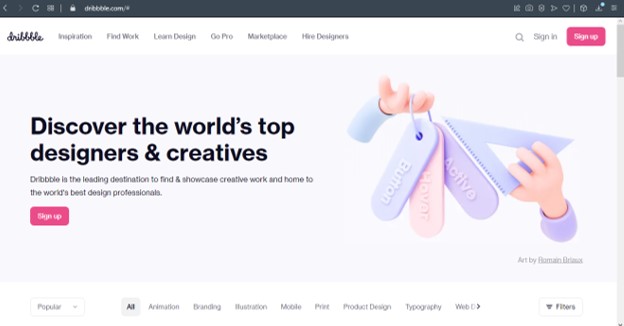 dribbble.com/#
dribbble Inspiration Find Work Learn Design Go Pro Marketplace Hire Designers Sign in Sign up
Discover the world's top
designers & creatives
Dribbble is the leading destination to find & showcase creative work and home to
the world's best design professionals.
Sign up
Button
Hover
Active
Art by Romain Briaux
Popular All Animation Branding Illustration Mobile Print Product Design Typography Web D Filters